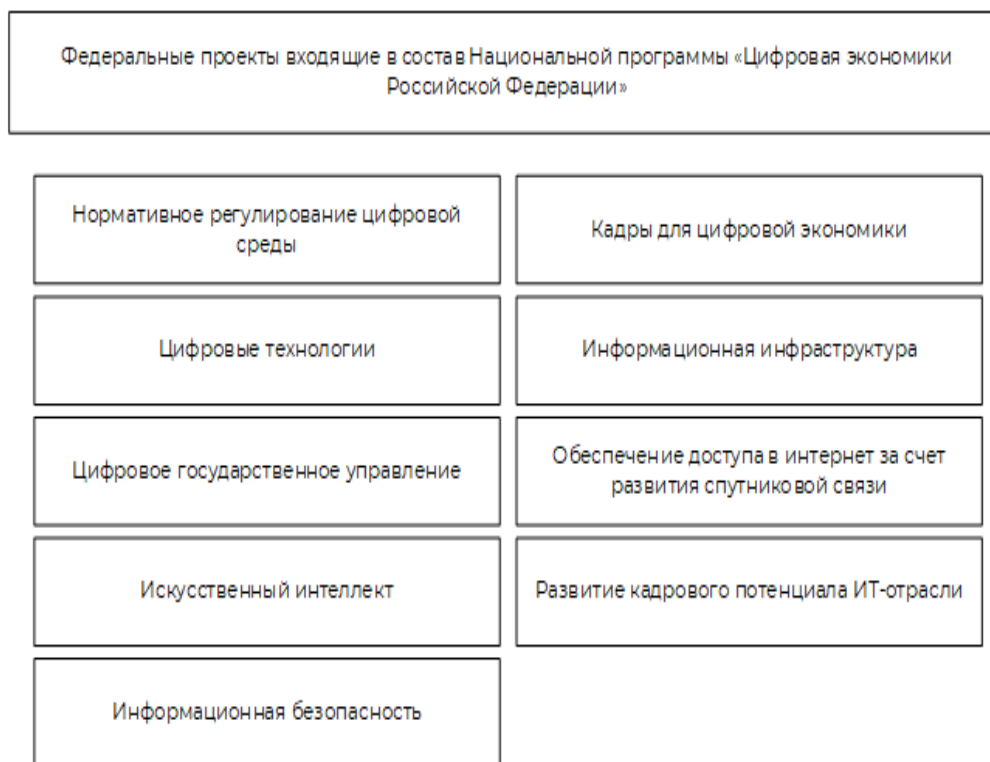 Федеральные проекты входящие в состав Национальной программы «Цифровая экономики
Российской Федерации»
Нормативное регулирование цифровой
среды
Кадры для цифровой экономики
Цифровые технологии
Информационная инфраструктура
Цифровое государственное управление
Обеспечение доступа в интернет за счет
развития спутниковой связи
Искусственный интеллект
Развитие кадрового потенциала ИТ-отрасли
Информационная безопасность